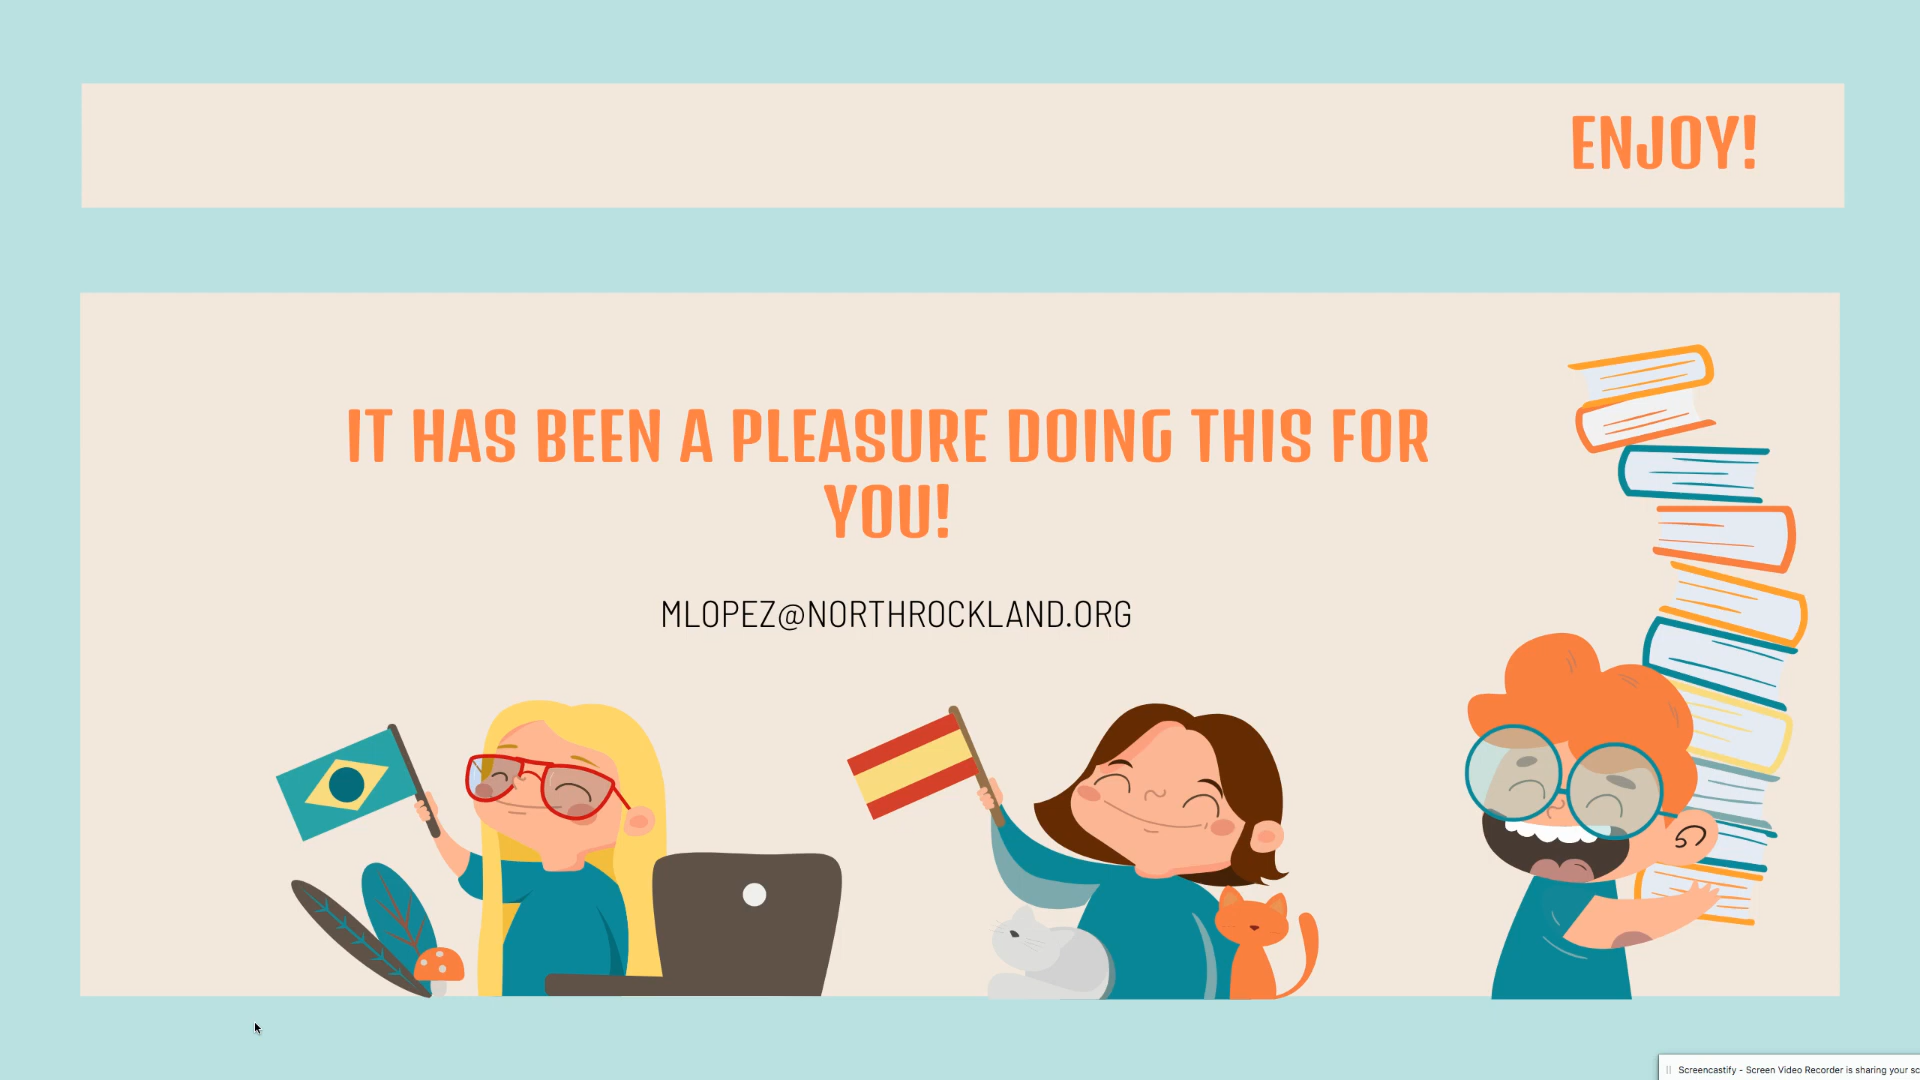 ENJOY!
IT HAS BEEN A PLEASURE DOING THIS FOR
YOU!
MLOPEZ@NORTHROCKLAND.ORG
Screencastify - Screen Video Recorder is sharing your sc